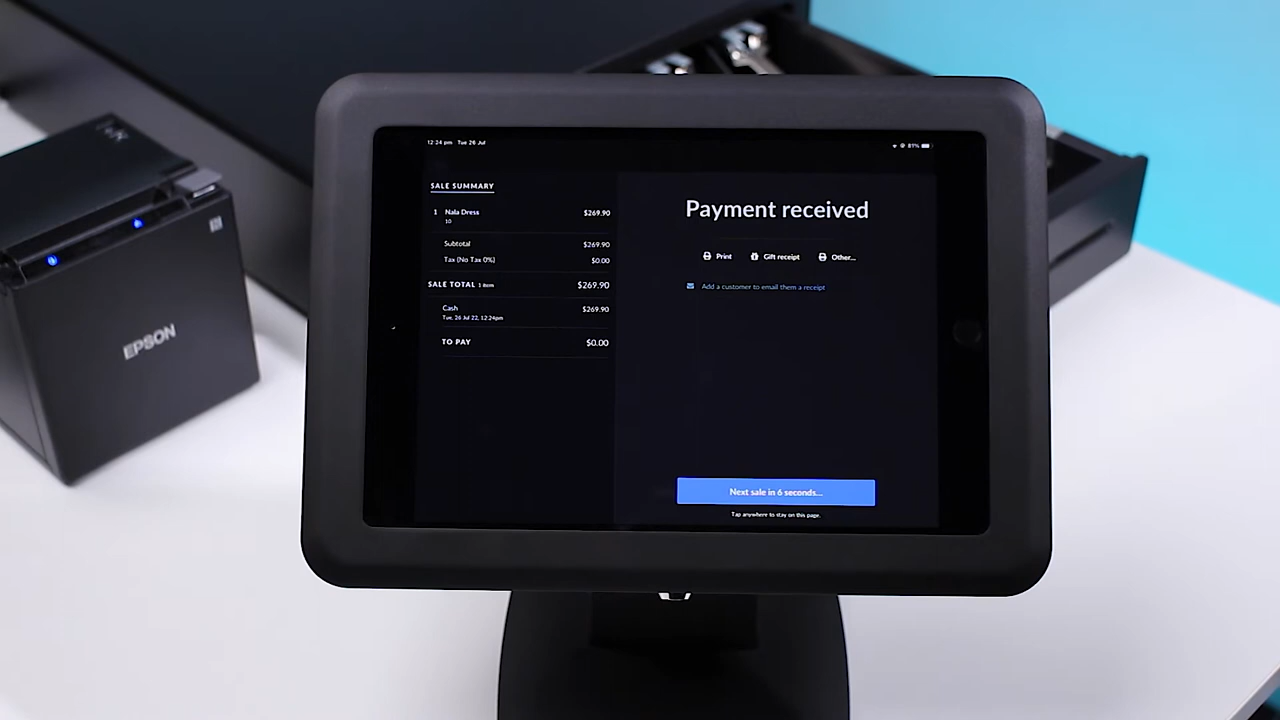 12:24 pm Tue 26 Jul
81%
SALE SUMMARY
1 Nala Dress $269.90
10
Subtotal $269.90
Tax (No Tax 0%) $0.00
SALE TOTAL 1 item $269.90
Cash $269.90
Tue, 26 Jul 22, 12:24pm
TO PAY $0.00
Payment received
Print Gift receipt Other...
Add a customer to email them a receipt
Next sale in 6 seconds...
Tap anywhere to stay on this page.
EPSON